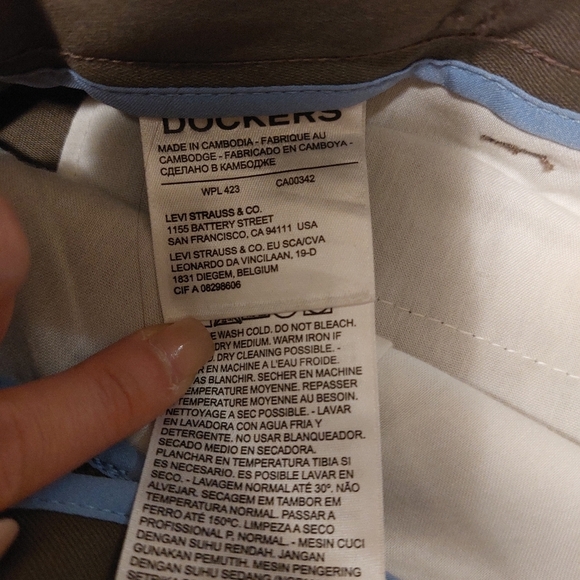 DOCKERS
MADE IN CAMBODIA - FABRIQUE AU
CAMBODGE - FABRICADO EN CAMBOYA -
СДЕЛАНО В КАМБОДЖЕ
WPL 423 CA00342
LEVI STRAUSS & CO.
1155 BATTERY STREET
SAN FRANCISCO, CA 94111 USA
LEVI STRAUSS & CO. EU SCA/CVA
LEONARDO DA VINCILAAN, 19-D
1831 DIEGEM, BELGIUM
CIF A 08298606
WASH COLD. DO NOT BLEACH.
DRY MEDIUM. WARM IRON IF
DRY CLEANING POSSIBLE. -
EN MACHINE A L'EAU FROIDE.
AS BLANCHIR. SECHER EN MACHINE
TEMPERATURE MOYENNE. REPASSER
TEMPERATURE MOYENNE AU BESOIN.
NETTOYAGE A SEC POSSIBLE. - LAVAR
EN LAVADORA CON AGUA FRIA Y
DETERGENTE. NO USAR BLANQUEADOR.
SECADO MEDIO EN SECADORA.
PLANCHAR EN TEMPERATURA TIBIA SI
ES NECESARIO. ES POSIBLE LAVAR EN
SECO. - LAVAGEM NORMAL ATÉ 30º. NÃO
ALVEJAR. SECAGEM EM TAMBOR EM
TEMPERATURA NORMAL. PASSAR A
FERRO ATÉ 150ºC. LIMPEZA A SECO
PROFISSIONAL P. NORMAL. - MESIN CUCI
DENGAN SUHU RENDAH. JANGAN
GUNAKAN PEMUTIH. MESIN PENGERING
DENGAN SUHU SEDANG